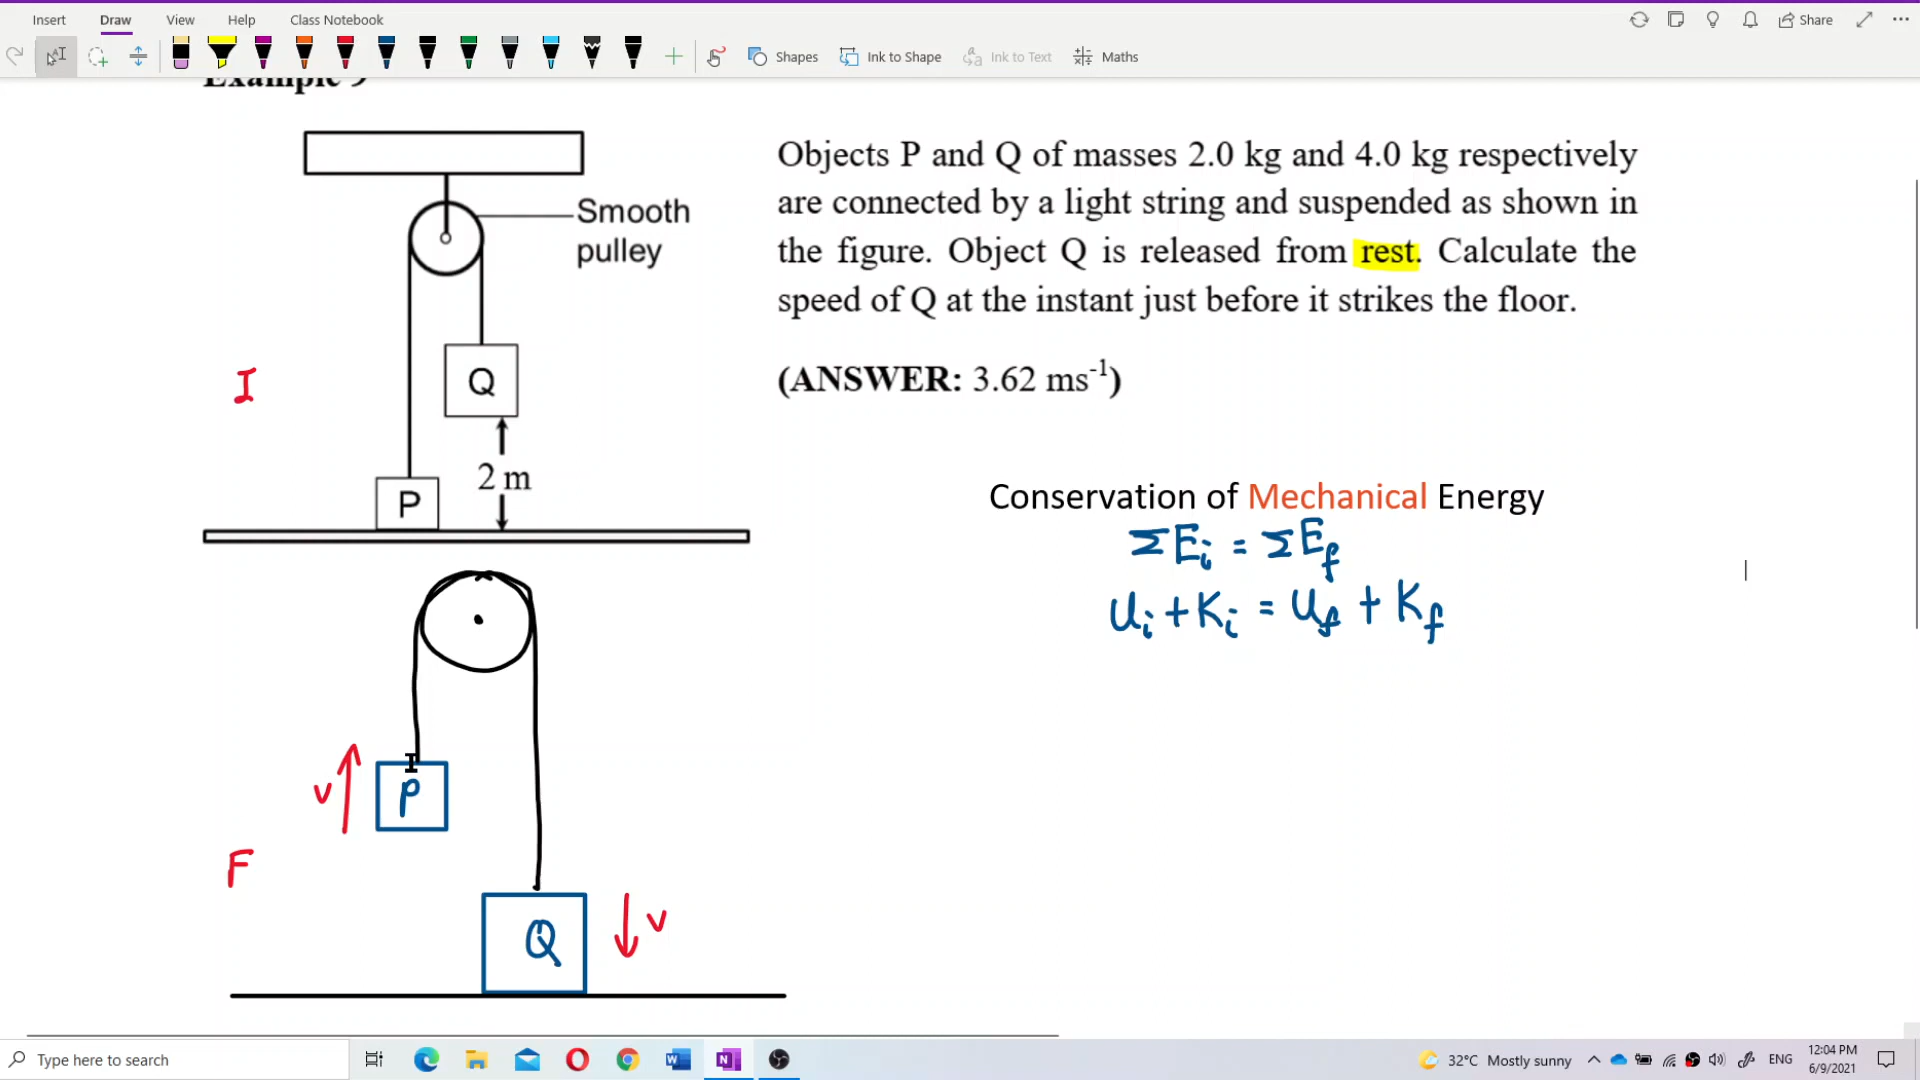 Insert Draw View Help Class Notebook Share
Shapes Ink to Shape Ink to Text Maths
Example 9
Smooth
pulley
Q
2 m
P
I
Objects P and Q of masses 2.0 kg and 4.0 kg respectively
are connected by a light string and suspended as shown in
the figure. Object Q is released from rest. Calculate the
speed of Q at the instant just before it strikes the floor.
(ANSWER: 3.62 ms⁻¹)
Conservation of Mechanical Energy
ΣEi = ΣEf
Ui + Ki = Uf + Kf
v
P
F
Q
v
Type here to search
32°C Mostly sunny
ENG
12:04 PM
6/9/2021